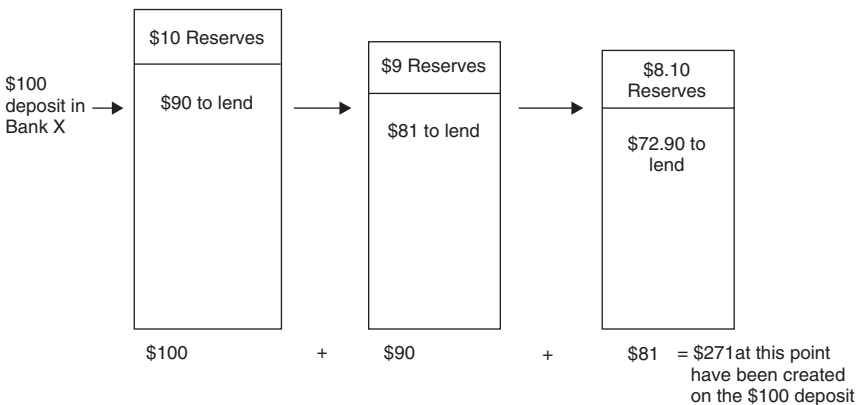 $100
deposit in
Bank X
$10 Reserves
$90 to lend
$9 Reserves
$81 to lend
$8.10
Reserves
$72.90 to
lend
$100 + $90 + $81 = $271at this point
have been created
on the $100 deposit